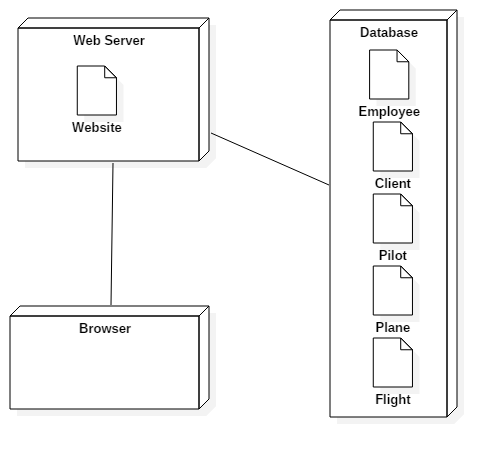 Web Server
Website
Database
Employee
Client
Pilot
Plane
Flight
Browser